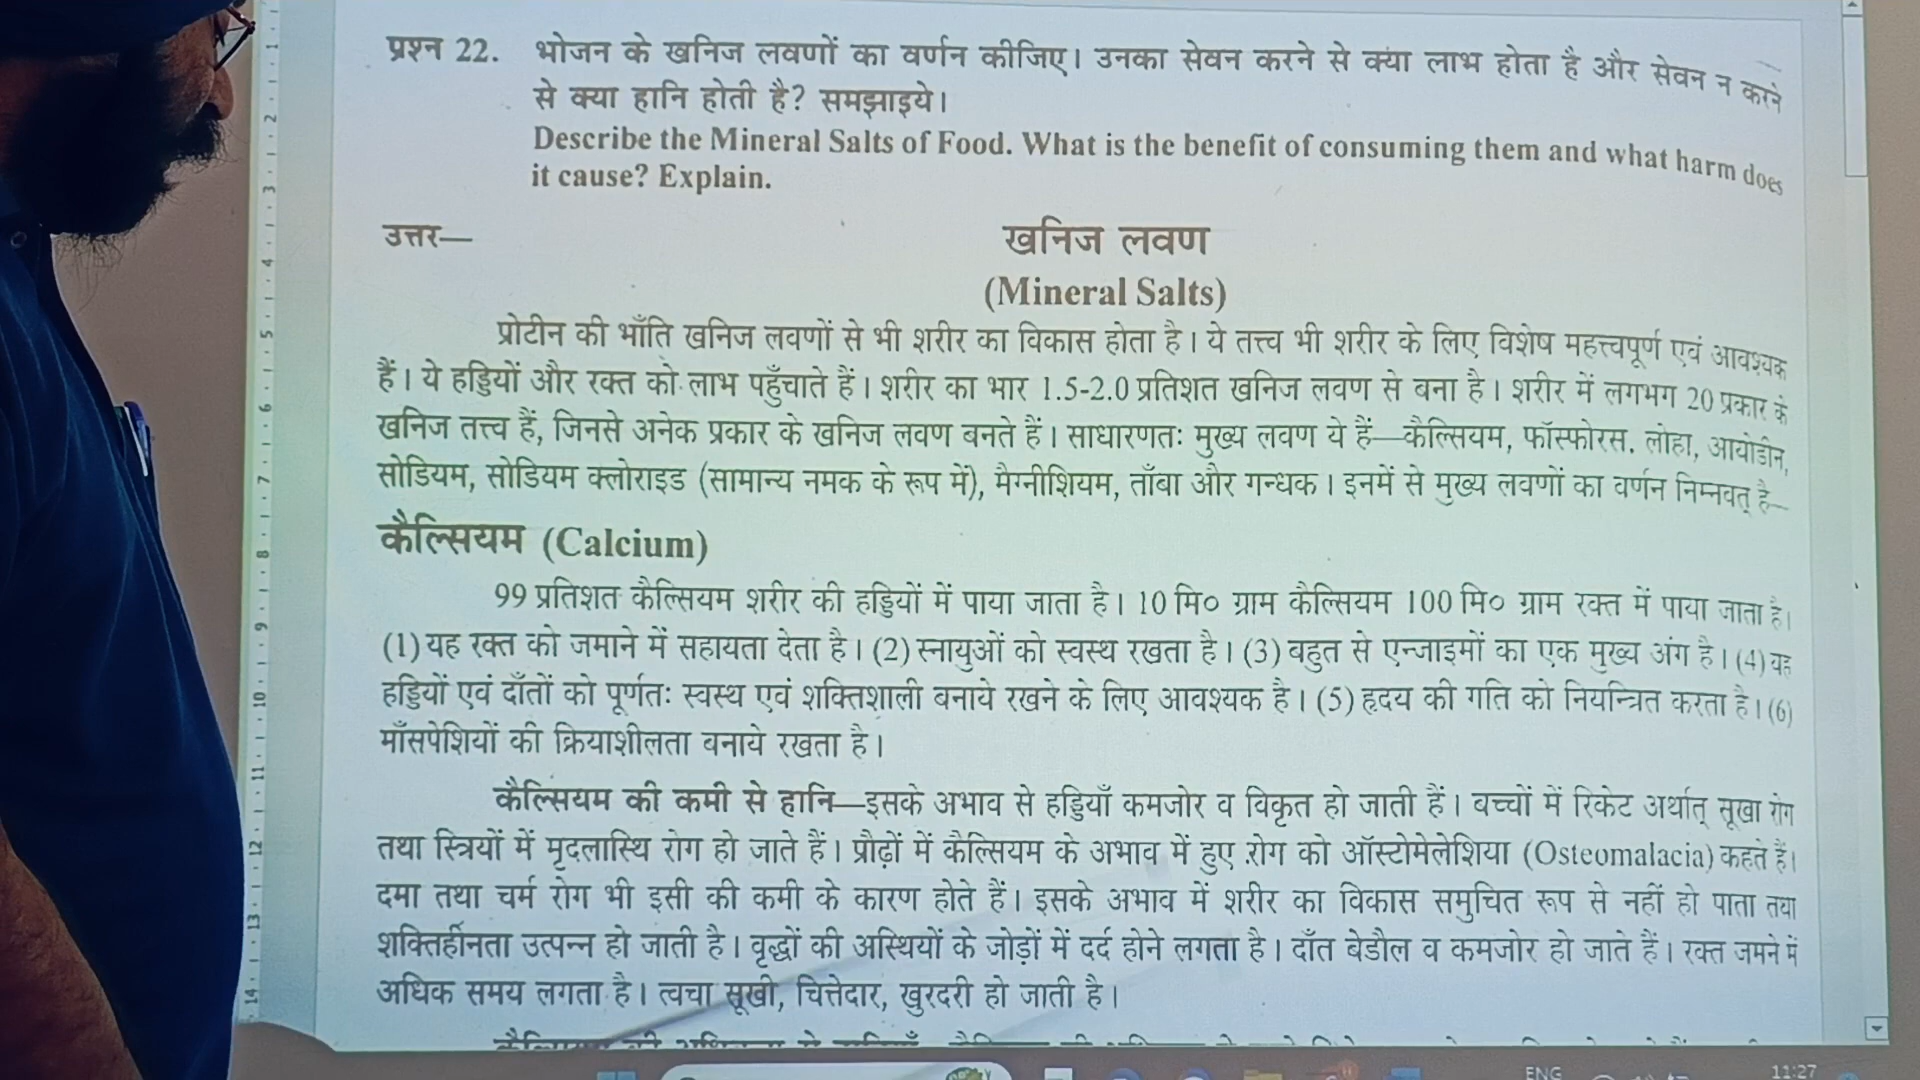 प्रश्न 22. भोजन के खनिज लवणों का वर्णन कीजिए। उनका सेवन करने से क्या लाभ होता है और सेवन न करने
से क्या हानि होती है? समझाइये।
Describe the Mineral Salts of Food. What is the benefit of consuming them and what harm does
it cause? Explain.
उत्तर— खनिज लवण
(Mineral Salts)
प्रोटीन की भाँति खनिज लवणों से भी शरीर का विकास होता है। ये तत्त्व भी शरीर के लिए विशेष महत्त्वपूर्ण एवं आवश्यक
हैं। ये हड्डियों और रक्त को लाभ पहुँचाते हैं। शरीर का भार 1.5-2.0 प्रतिशत खनिज लवण से बना है। शरीर में लगभग 20 प्रकार के
खनिज तत्त्व हैं, जिनसे अनेक प्रकार के खनिज लवण बनते हैं। साधारणतः मुख्य लवण ये हैं—कैल्सियम, फॉस्फोरस. लोहा, आयोडीन,
सोडियम, सोडियम क्लोराइड (सामान्य नमक के रूप में), मैग्नीशियम, ताँबा और गन्धक। इनमें से मुख्य लवणों का वर्णन निम्नवत् है—
कैल्सियम (Calcium)
99 प्रतिशत कैल्सियम शरीर की हड्डियों में पाया जाता है। 10 मि० ग्राम कैल्सियम 100 मि० ग्राम रक्त में पाया जाता है।
(1) यह रक्त को जमाने में सहायता देता है। (2) स्नायुओं को स्वस्थ रखता है। (3) बहुत से एन्जाइमों का एक मुख्य अंग है। (4) यह
हड्डियों एवं दाँतों को पूर्णतः स्वस्थ एवं शक्तिशाली बनाये रखने के लिए आवश्यक है। (5) हृदय की गति को नियन्त्रित करता है। (6)
माँसपेशियों की क्रियाशीलता बनाये रखता है।
कैल्सियम की कमी से हानि—इसके अभाव से हड्डियाँ कमजोर व विकृत हो जाती हैं। बच्चों में रिकेट अर्थात् सूखा रोग
तथा स्त्रियों में मृदलास्थि रोग हो जाते हैं। प्रौढ़ों में कैल्सियम के अभाव में हुए रोग को ऑस्टोमेलेशिया (Osteomalacia) कहते हैं।
दमा तथा चर्म रोग भी इसी की कमी के कारण होते हैं। इसके अभाव में शरीर का विकास समुचित रूप से नहीं हो पाता तथा
शक्तिहीनता उत्पन्न हो जाती है। वृद्धों की अस्थियों के जोड़ों में दर्द होने लगता है। दाँत बेडौल व कमजोर हो जाते हैं। रक्त जमने में
अधिक समय लगता है। त्वचा सूखी, चित्तेदार, खुरदरी हो जाती है।
ENG 11:27